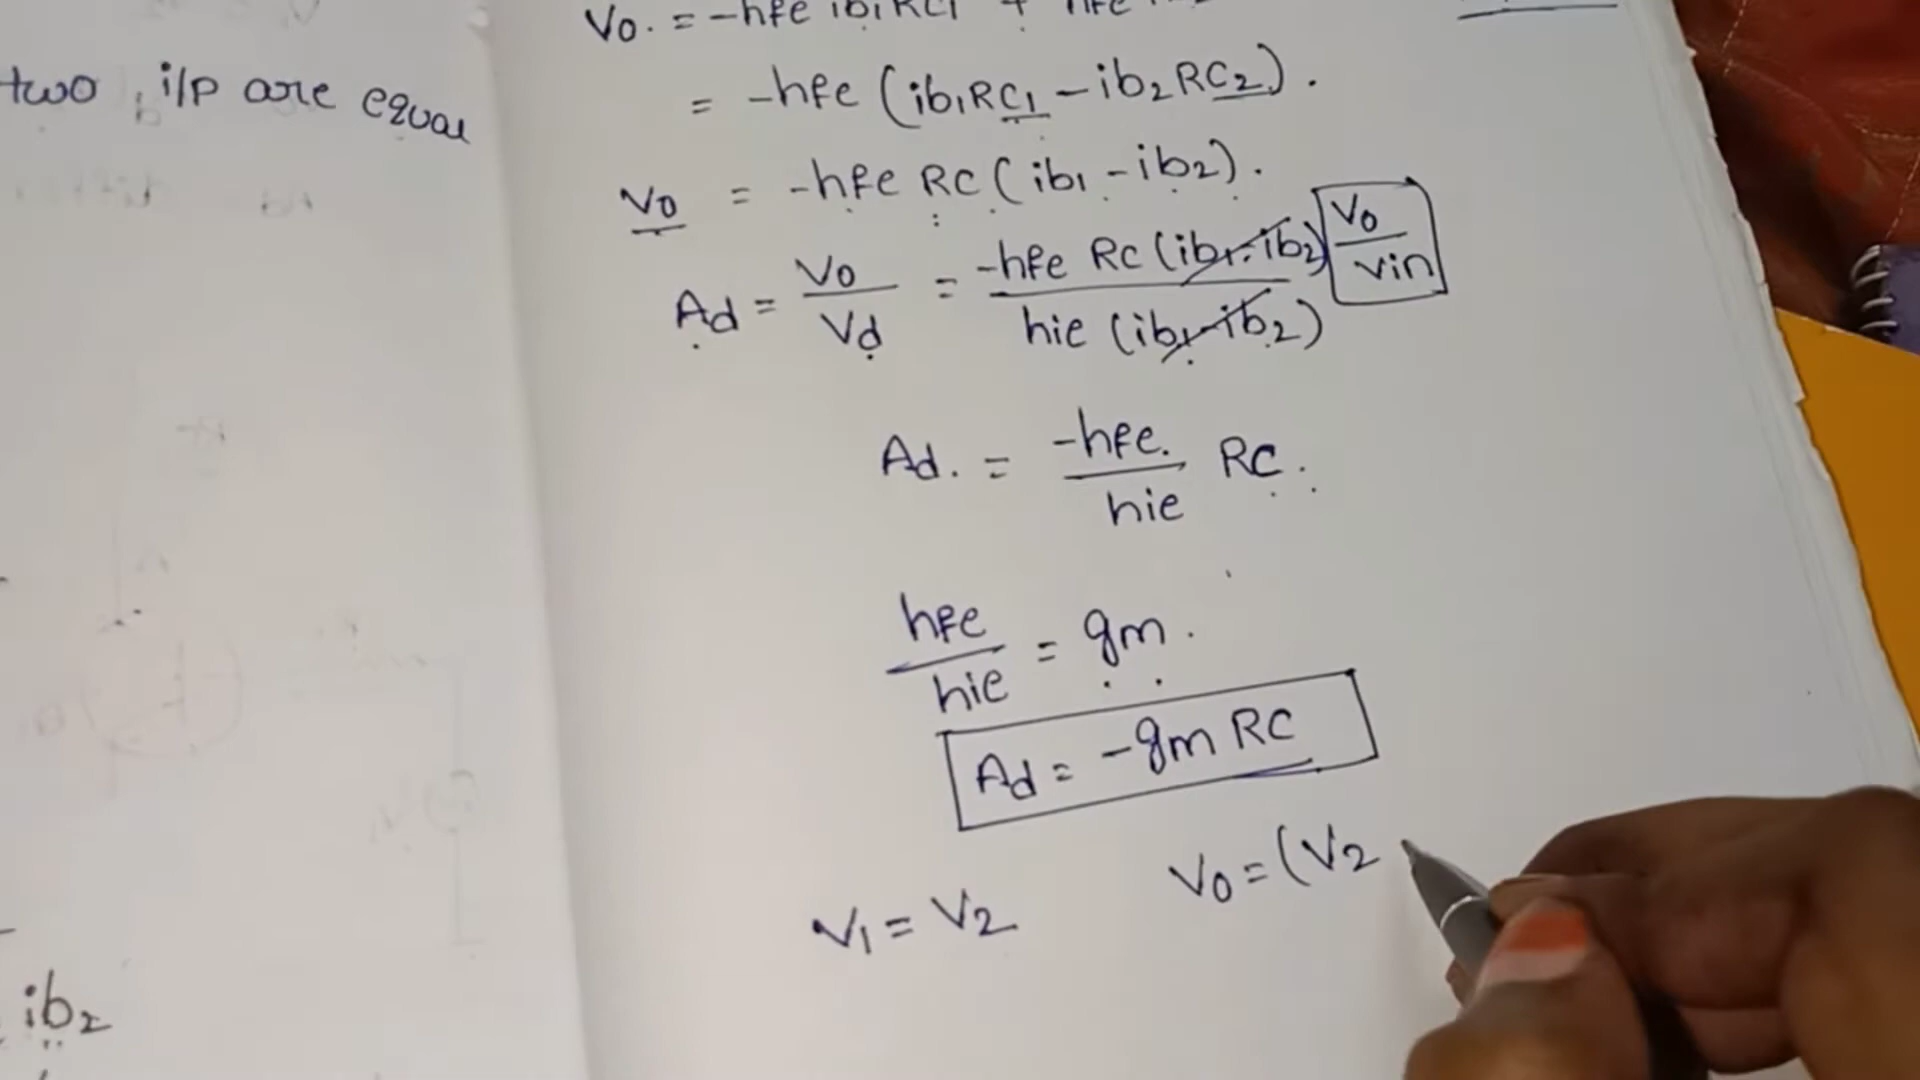 two i/p are equal
ib2
Vo. = -hfe ib1 RC1 + hfe
= -hfe (ib1RC1 - ib2 RC2).
Vo = -hfe RC (ib1 - ib2).
Ad = Vo/Vd = -hfe RC (ib1-ib2) / hie (ib1-ib2)
Vo/Vin
Ad. = -hfe./hie RC.
hfe/hie = gm.
Ad = -gm RC
V1 = V2
Vo = (V2